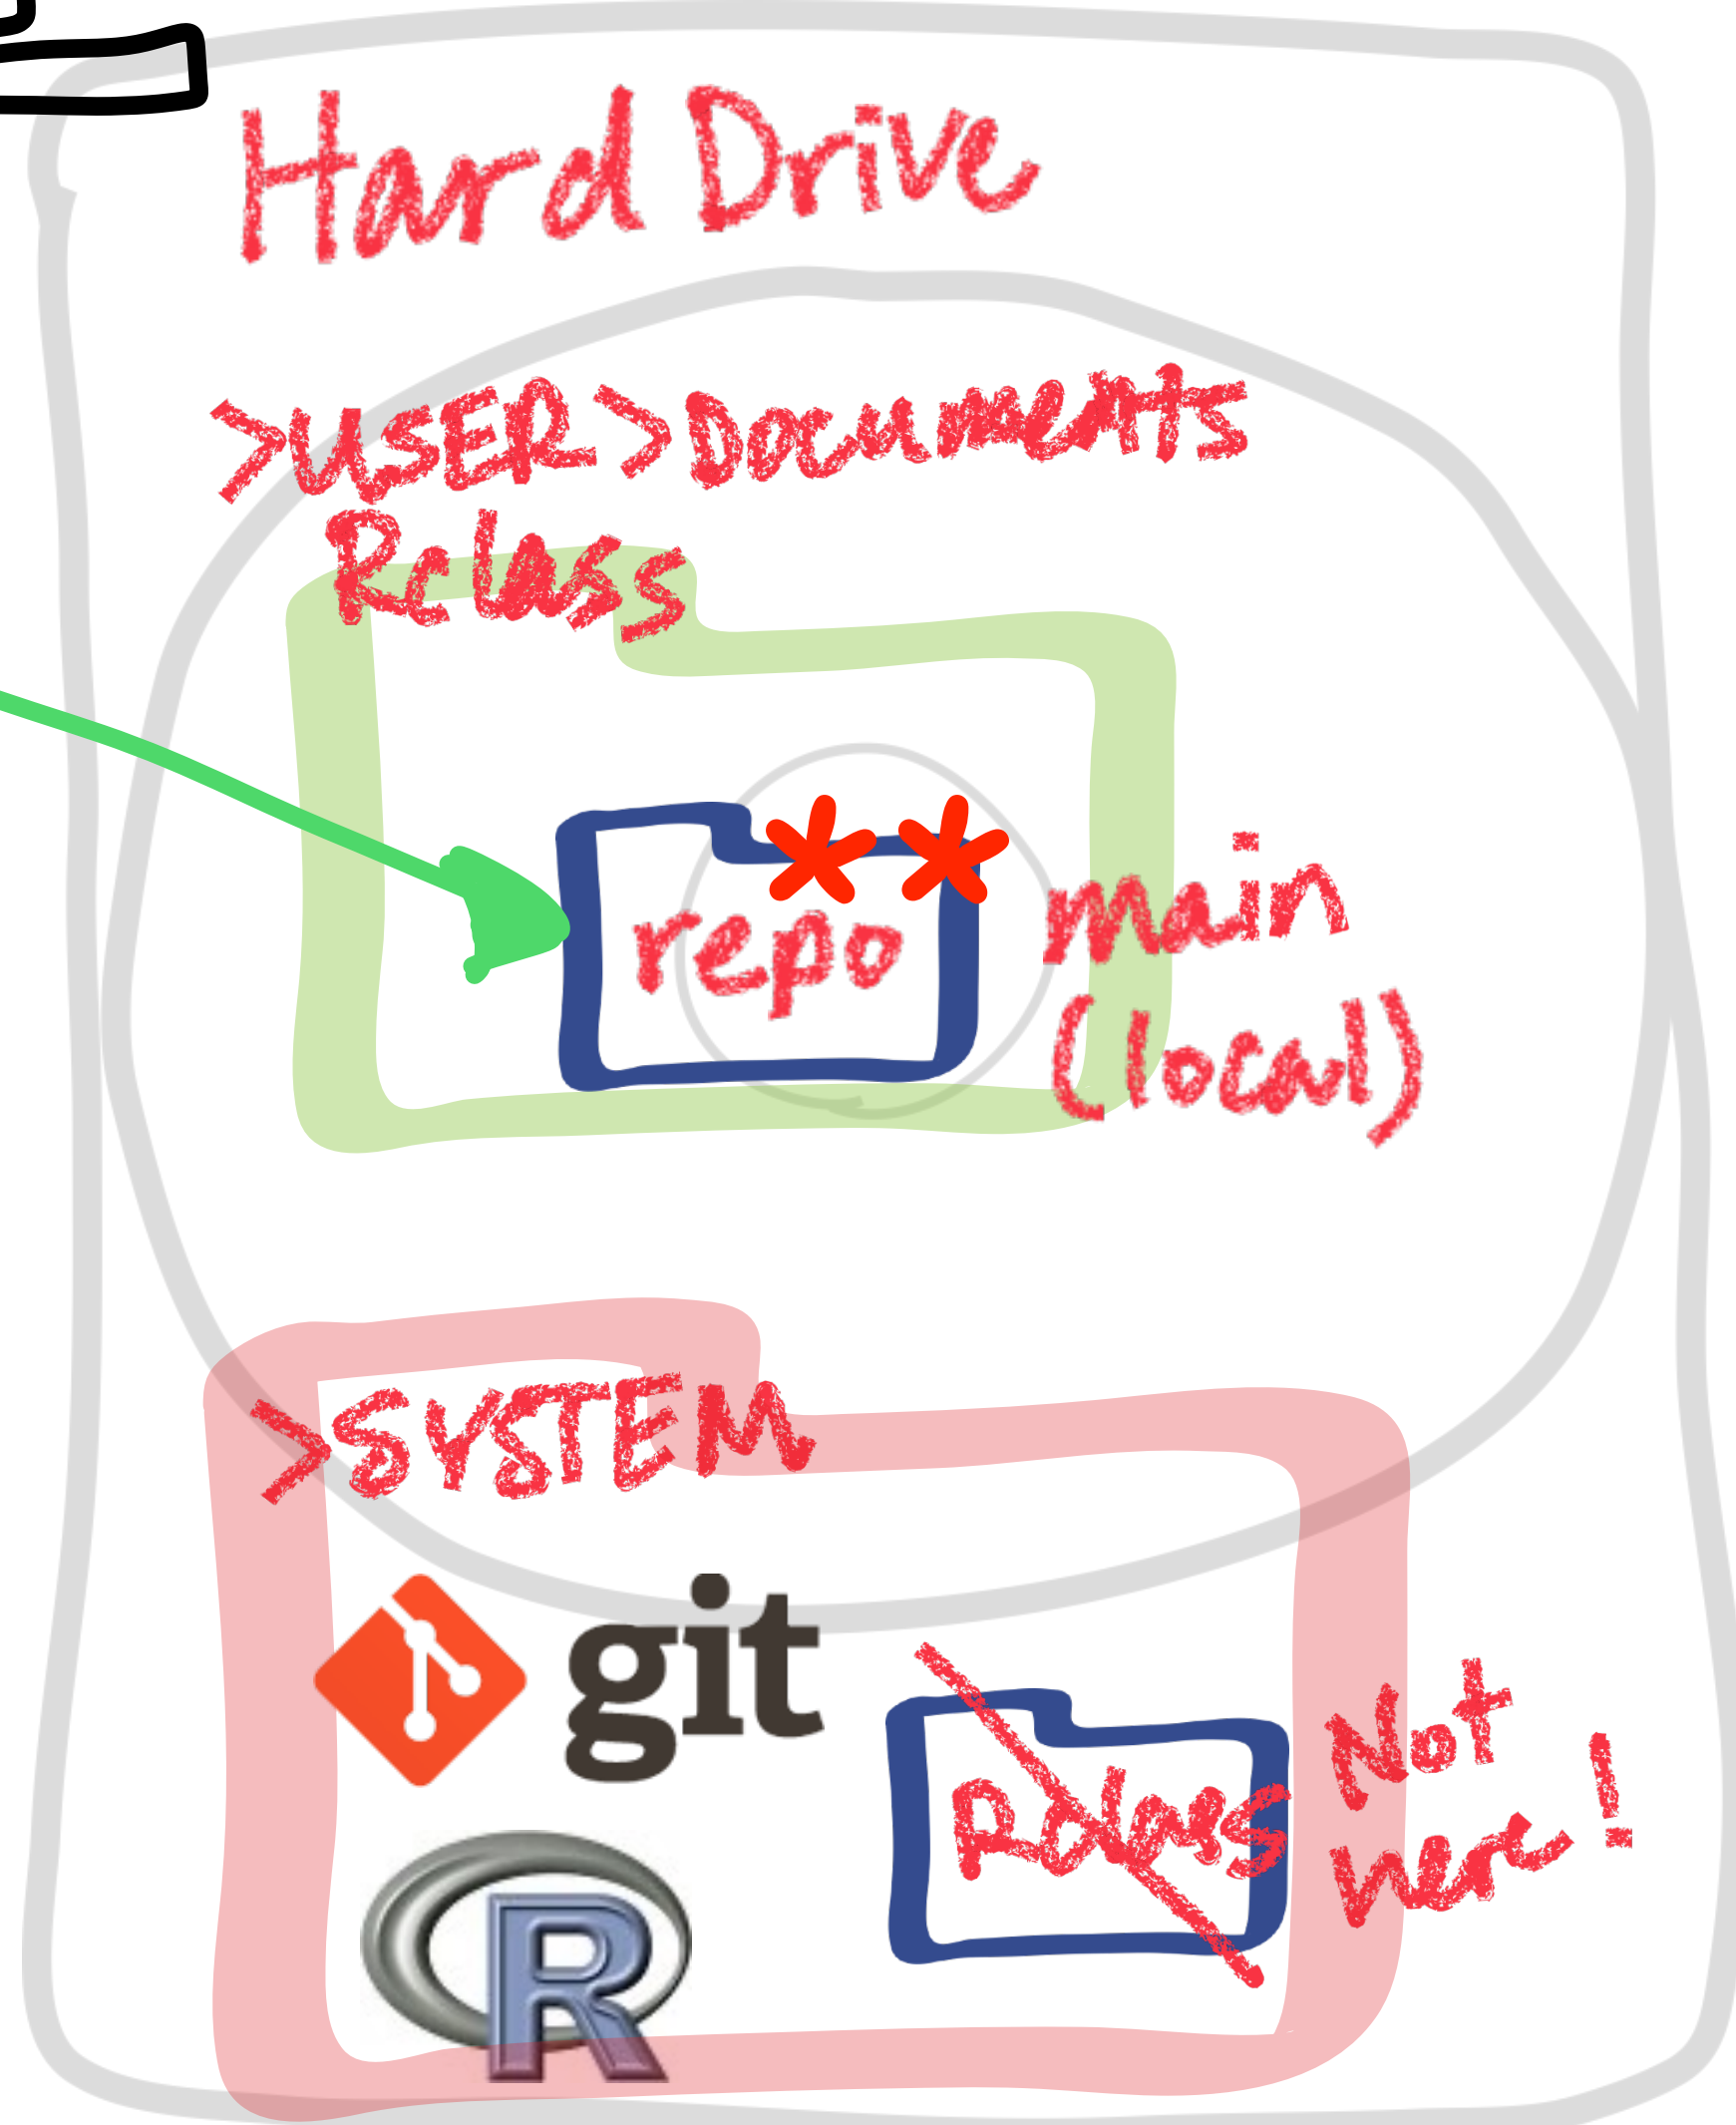 Hard Drive
>USER>Documents
Rclass
**
repo
main
(local)
>SYSTEM
git
Rclass
Not
here!
R